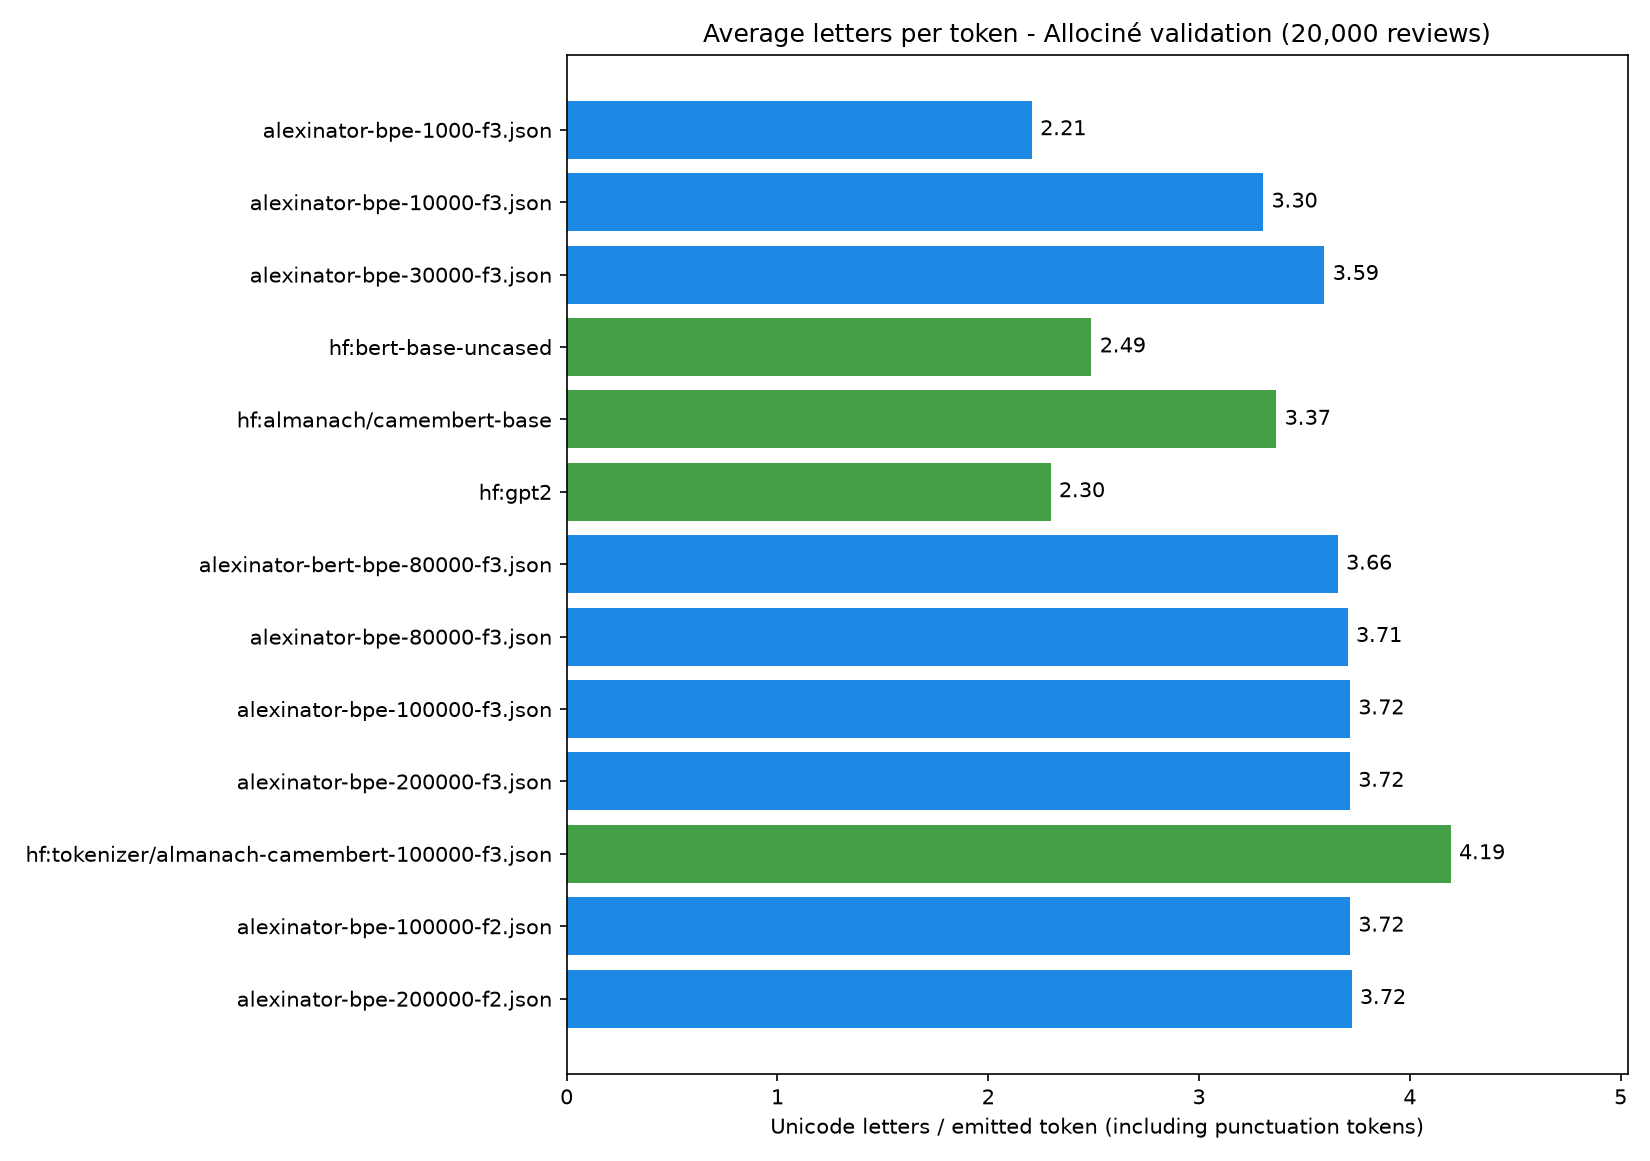 Average letters per token - Allociné validation (20,000 reviews)
alexinator-bpe-1000-f3.json 2.21
alexinator-bpe-10000-f3.json 3.30
alexinator-bpe-30000-f3.json 3.59
hf:bert-base-uncased 2.49
hf:almanach/camembert-base 3.37
hf:gpt2 2.30
alexinator-bert-bpe-80000-f3.json 3.66
alexinator-bpe-80000-f3.json 3.71
alexinator-bpe-100000-f3.json 3.72
alexinator-bpe-200000-f3.json 3.72
hf:tokenizer/almanach-camembert-100000-f3.json 4.19
alexinator-bpe-100000-f2.json 3.72
alexinator-bpe-200000-f2.json 3.72
0 1 2 3 4 5
Unicode letters / emitted token (including punctuation tokens)